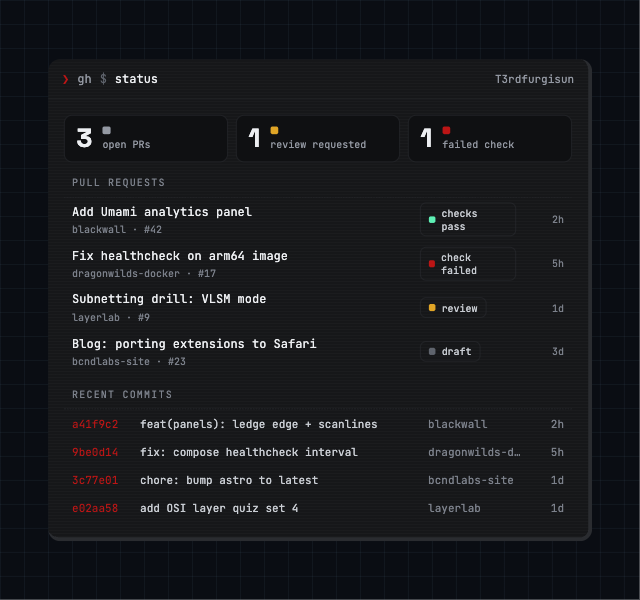 ❯ gh $ status
T3rdfurgisun
3 open PRs
1 review requested
1 failed check
PULL REQUESTS
Add Umami analytics panel
blackwall · #42
checks pass
2h
Fix healthcheck on arm64 image
dragonwilds-docker · #17
check failed
5h
Subnetting drill: VLSM mode
layerlab · #9
review
1d
Blog: porting extensions to Safari
bcndlabs-site · #23
draft
3d
RECENT COMMITS
a41f9c2 feat(panels): ledge edge + scanlines blackwall 2h
9be0d14 fix: compose healthcheck interval dragonwilds-d… 5h
3c77e01 chore: bump astro to latest bcndlabs-site 1d
e02aa58 add OSI layer quiz set 4 layerlab 1d